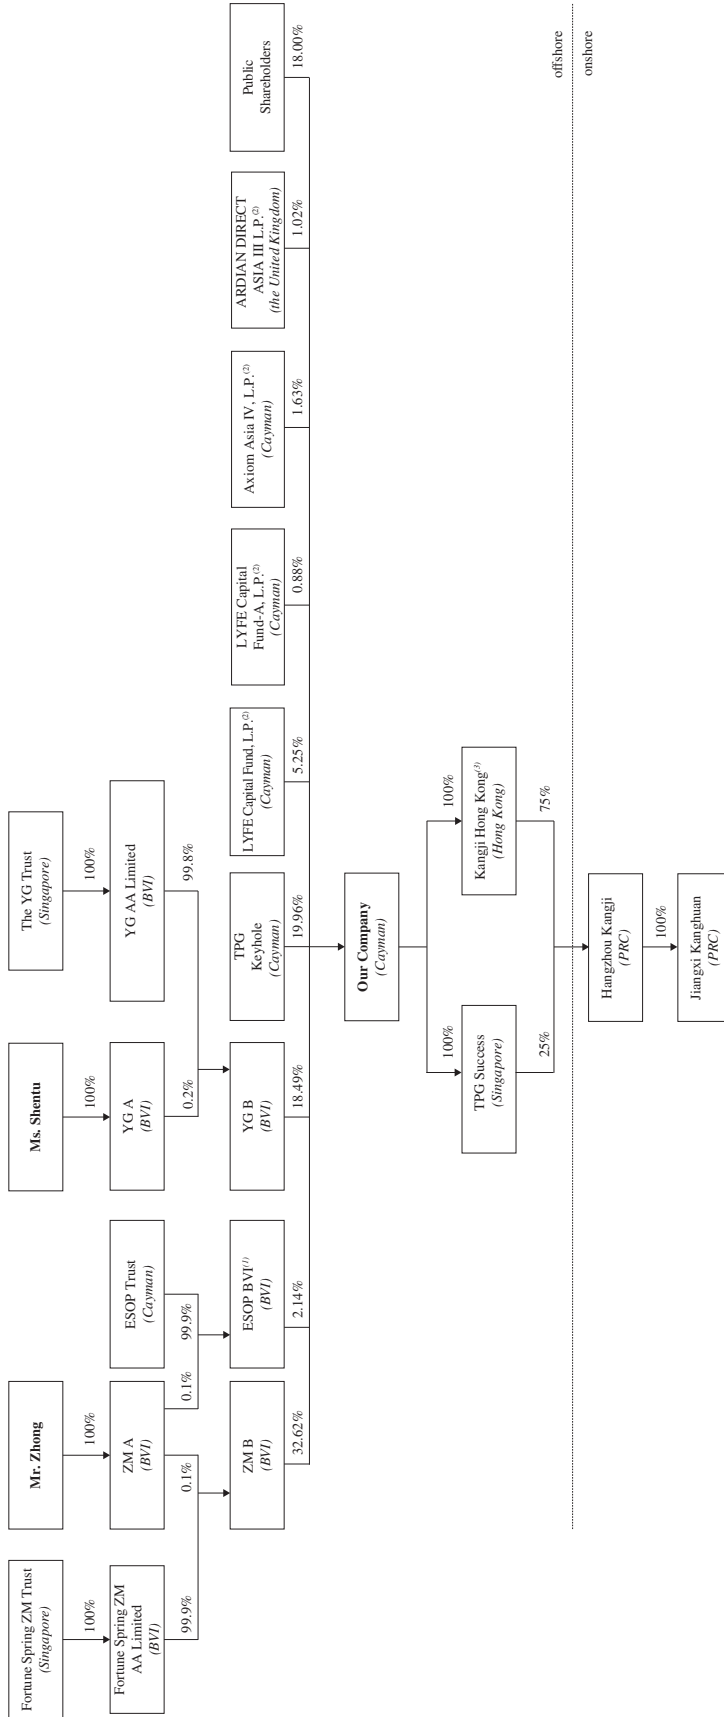 Fortune Spring ZM Trust
(Singapore)
Mr. Zhong
Ms. Shentu
The YG Trust
(Singapore)
100%
100%
100%
100%
Fortune Spring ZM
AA Limited
(BVI)
ZM A
(BVI)
ESOP Trust
(Cayman)
YG A
(BVI)
YG AA Limited
(BVI)
99.9%
0.1%
0.1%
99.9%
0.2%
99.8%
ZM B
(BVI)
ESOP BVI(1)
(BVI)
YG B
(BVI)
TPG
Keyhole
(Cayman)
LYFE Capital Fund, L.P.(2)
(Cayman)
LYFE Capital
Fund-A, L.P.(2)
(Cayman)
Axiom Asia IV, L.P.(2)
(Cayman)
ARDIAN DIRECT
ASIA III L.P.(2)
(the United Kingdom)
Public
Shareholders
32.62%
2.14%
18.49%
19.96%
5.25%
0.88%
1.63%
1.02%
18.00%
Our Company
(Cayman)
100%
100%
TPG Success
(Singapore)
Kangji Hong Kong(3)
(Hong Kong)
25%
75%
offshore
onshore
Hangzhou Kangji
(PRC)
100%
Jiangxi Kanghuan
(PRC)